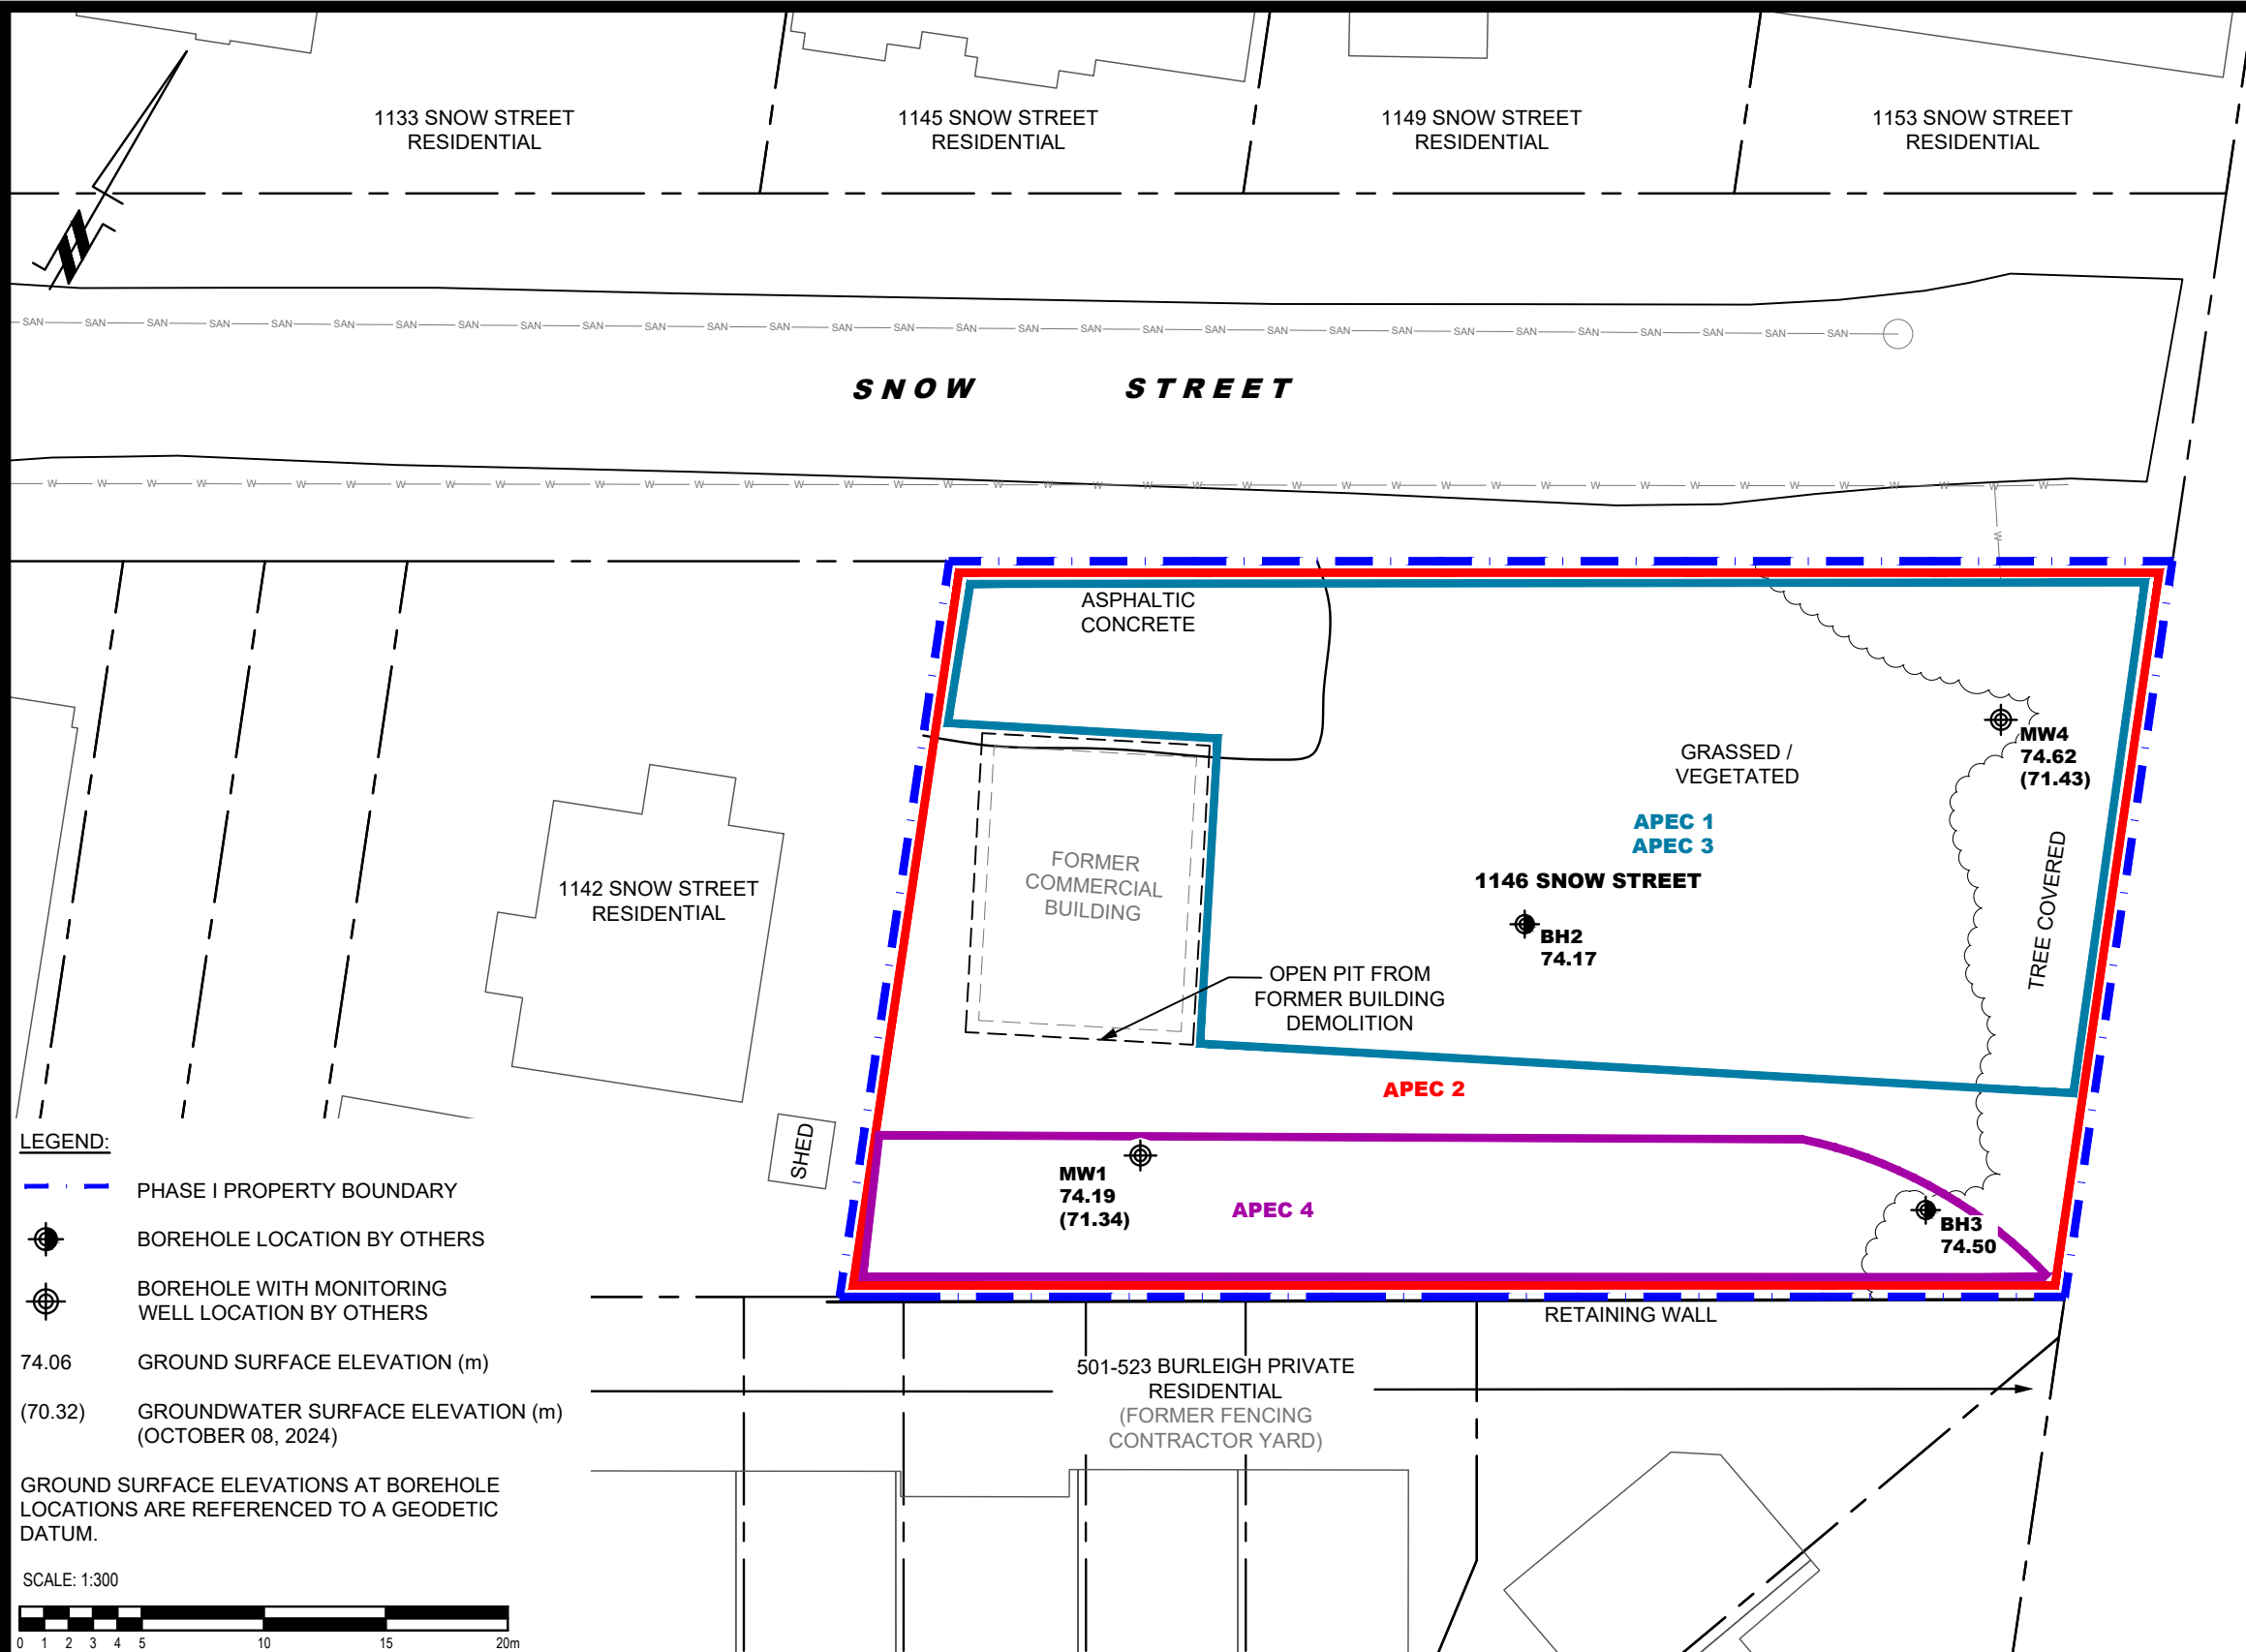 1133 SNOW STREET
RESIDENTIAL
1145 SNOW STREET
RESIDENTIAL
1149 SNOW STREET
RESIDENTIAL
1153 SNOW STREET
RESIDENTIAL
N
SAN SAN SAN SAN SAN SAN SAN SAN SAN SAN SAN SAN SAN SAN SAN SAN SAN SAN SAN SAN SAN SAN SAN SAN SAN SAN SAN SAN SAN SAN
SNOW STREET
W W W W W W W W W W W W W W W W W W W W W W W W W W W W W W W W W W W W W W W W W
W
ASPHALTIC
CONCRETE
MW4
74.62
(71.43)
GRASSED /
VEGETATED
APEC 1
APEC 3
1146 SNOW STREET
TREE COVERED
FORMER
COMMERCIAL
BUILDING
1142 SNOW STREET
RESIDENTIAL
BH2
74.17
OPEN PIT FROM
FORMER BUILDING
DEMOLITION
APEC 2
SHED
MW1
74.19
(71.34)
APEC 4
BH3
74.50
RETAINING WALL
501-523 BURLEIGH PRIVATE
RESIDENTIAL
(FORMER FENCING
CONTRACTOR YARD)
LEGEND:
PHASE I PROPERTY BOUNDARY
BOREHOLE LOCATION BY OTHERS
BOREHOLE WITH MONITORING
WELL LOCATION BY OTHERS
74.06 GROUND SURFACE ELEVATION (m)
(70.32) GROUNDWATER SURFACE ELEVATION (m)
(OCTOBER 08, 2024)
GROUND SURFACE ELEVATIONS AT BOREHOLE
LOCATIONS ARE REFERENCED TO A GEODETIC
DATUM.
SCALE: 1:300
0 1 2 3 4 5 10 15 20m